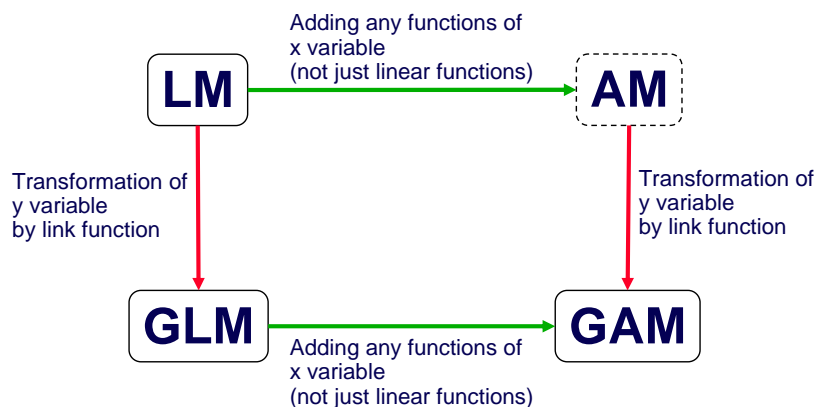 Adding any functions of
x variable
(not just linear functions)
LM
AM
Transformation of
y variable
by link function
Transformation of
y variable
by link function
GLM
GAM
Adding any functions of
x variable
(not just linear functions)